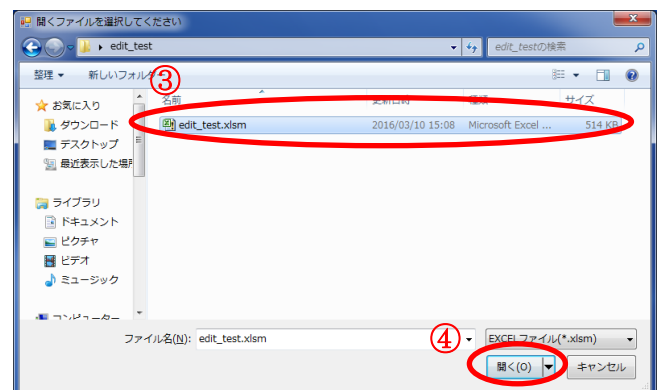 開くファイルを選択してください
edit_test
edit_testの検索
整理 新しいフォルダー
③
名前 更新日時 種類 サイズ
edit_test.xlsm 2016/03/10 15:08 Microsoft Excel ... 514 KB
お気に入り
ダウンロード
デスクトップ
最近表示した場所
ライブラリ
ドキュメント
ピクチャ
ビデオ
ミュージック
コンピューター
ファイル名(N): edit_test.xlsm
④
EXCELファイル(*.xlsm)
開く(O)
キャンセル